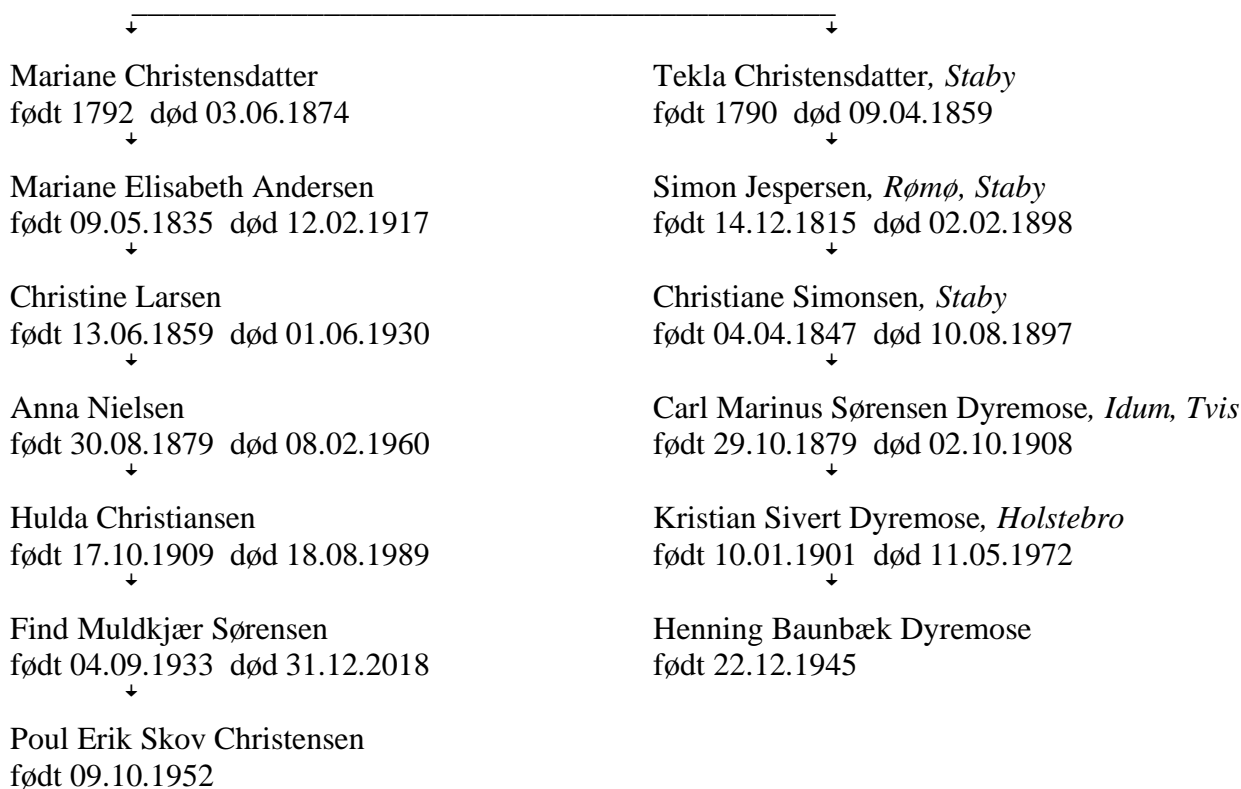 Mariane Christensdatter
født 1792 død 03.06.1874
Mariane Elisabeth Andersen
født 09.05.1835 død 12.02.1917
Christine Larsen
født 13.06.1859 død 01.06.1930
Anna Nielsen
født 30.08.1879 død 08.02.1960
Hulda Christiansen
født 17.10.1909 død 18.08.1989
Find Muldkjær Sørensen
født 04.09.1933 død 31.12.2018
Poul Erik Skov Christensen
født 09.10.1952
Tekla Christensdatter, Staby
født 1790 død 09.04.1859
Simon Jespersen, Rømø, Staby
født 14.12.1815 død 02.02.1898
Christiane Simonsen, Staby
født 04.04.1847 død 10.08.1897
Carl Marinus Sørensen Dyremose, Idum, Tvis
født 29.10.1879 død 02.10.1908
Kristian Sivert Dyremose, Holstebro
født 10.01.1901 død 11.05.1972
Henning Baunbæk Dyremose
født 22.12.1945